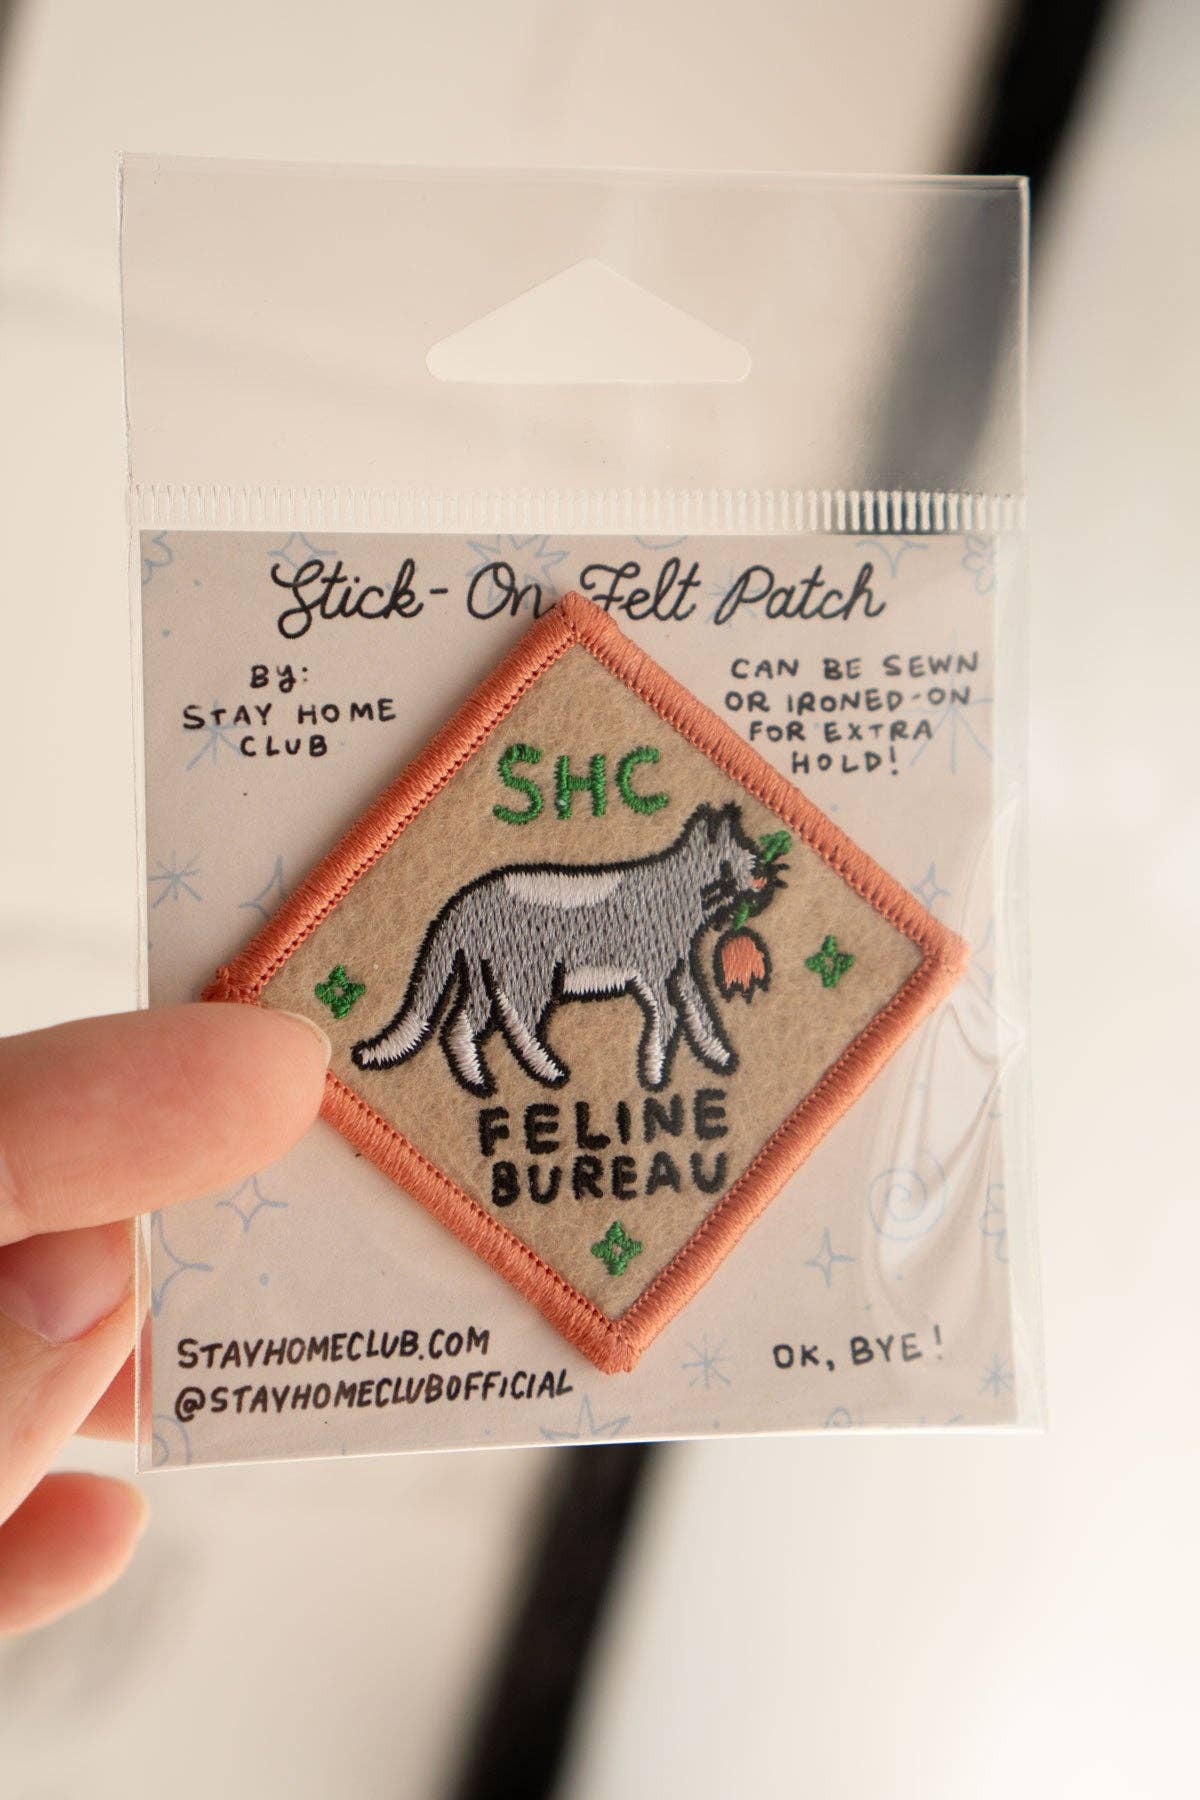 Stick-On Felt Patch
BY:
STAY HOME
CLUB
CAN BE SEWN
OR IRONED-ON
FOR EXTRA
HOLD!
SHC
FELINE
BUREAU
STAYHOMECLUB.COM
@STAYHOMECLUBOFFICIAL
OK, BYE!